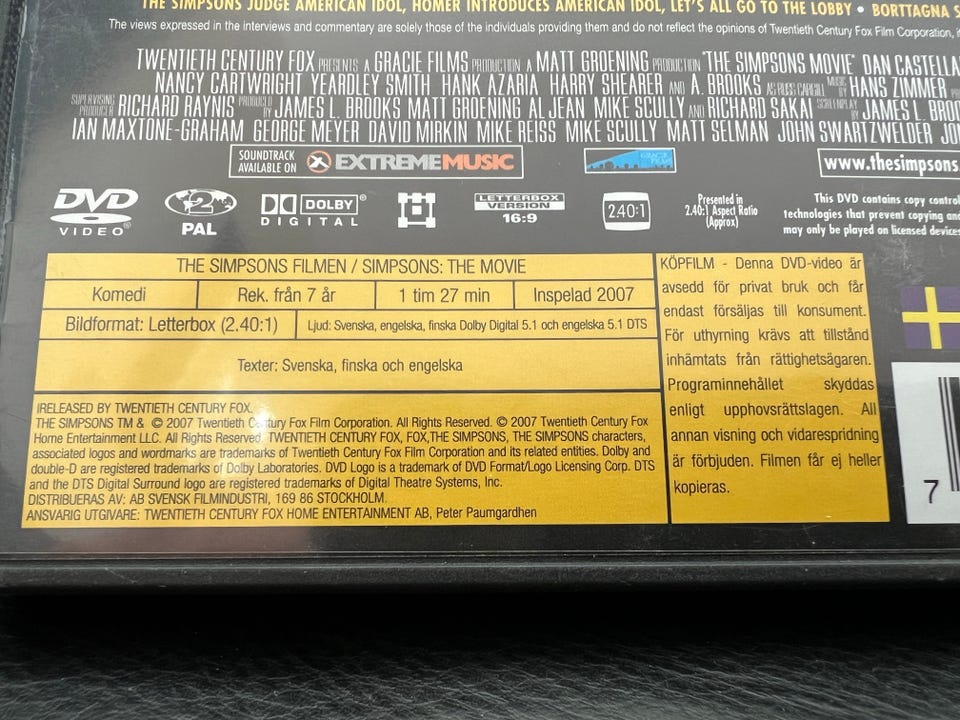 THE SIMPSONS JUDGE AMERICAN IDOL, HOMER INTRODUCES AMERICAN IDOL, LET'S ALL GO TO THE LOBBY • BORTTAGNA
The views expressed in the interviews and commentary are solely those of the individuals providing them and do not reflect the opinions of Twentieth Century Fox Film Corporation,
TWENTIETH CENTURY FOX PRESENTS A GRACIE FILMS PRODUCTION A MATT GROENING PRODUCTION "THE SIMPSONS MOVIE" DAN CASTELLA
NANCY CARTWRIGHT YEARDLEY SMITH HANK AZARIA HARRY SHEARER AND A. BROOKS AS RUSS CARGILL MUSIC BY HANS ZIMMER
SUPERVISING PRODUCER RICHARD RAYNIS PRODUCED BY JAMES L. BROOKS MATT GROENING AL JEAN MIKE SCULLY AND RICHARD SAKAI SCREENPLAY BY JAMES L. BROO
IAN MAXTONE-GRAHAM GEORGE MEYER DAVID MIRKIN MIKE REISS MIKE SCULLY MATT SELMAN JOHN SWARTZWELDER JO
SOUNDTRACK AVAILABLE ON EXTREMEMUSIC GRACIE FILMS www.thesimpsons.
DVD VIDEO 2 PAL DOLBY DIGITAL LETTERBOX VERSION 16:9 2.40:1 Presented in 2.40:1 Aspect Ratio (Approx)
This DVD contains copy control
technologies that prevent copying and
may only be played on licensed devices
THE SIMPSONS FILMEN / SIMPSONS: THE MOVIE
Komedi Rek. från 7 år 1 tim 27 min Inspelad 2007
Bildformat: Letterbox (2.40:1) Ljud: Svenska, engelska, finska Dolby Digital 5.1 och engelska 5.1 DTS
Texter: Svenska, finska och engelska
IRELEASED BY TWENTIETH CENTURY FOX.
THE SIMPSONS TM & © 2007 Twentieth Century Fox Film Corporation. All Rights Reserved. © 2007 Twentieth Century Fox
Home Entertainment LLC. All Rights Reserved. TWENTIETH CENTURY FOX, FOX,THE SIMPSONS, THE SIMPSONS characters,
associated logos and wordmarks are trademarks of Twentieth Century Fox Film Corporation and its related entities. Dolby and
double-D are registered trademarks of Dolby Laboratories. DVD Logo is a trademark of DVD Format/Logo Licensing Corp. DTS
and the DTS Digital Surround logo are registered trademarks of Digital Theatre Systems, Inc.
DISTRIBUERAS AV: AB SVENSK FILMINDUSTRI, 169 86 STOCKHOLM.
ANSVARIG UTGIVARE: TWENTIETH CENTURY FOX HOME ENTERTAINMENT AB, Peter Paumgardhen
KÖPFILM - Denna DVD-video är
avsedd för privat bruk och får
endast försäljas till konsument.
För uthyrning krävs att tillstånd
inhämtats från rättighetsägaren.
Programinnehållet skyddas
enligt upphovsrättslagen. All
annan visning och vidarespridning
är förbjuden. Filmen får ej heller
kopieras.
7